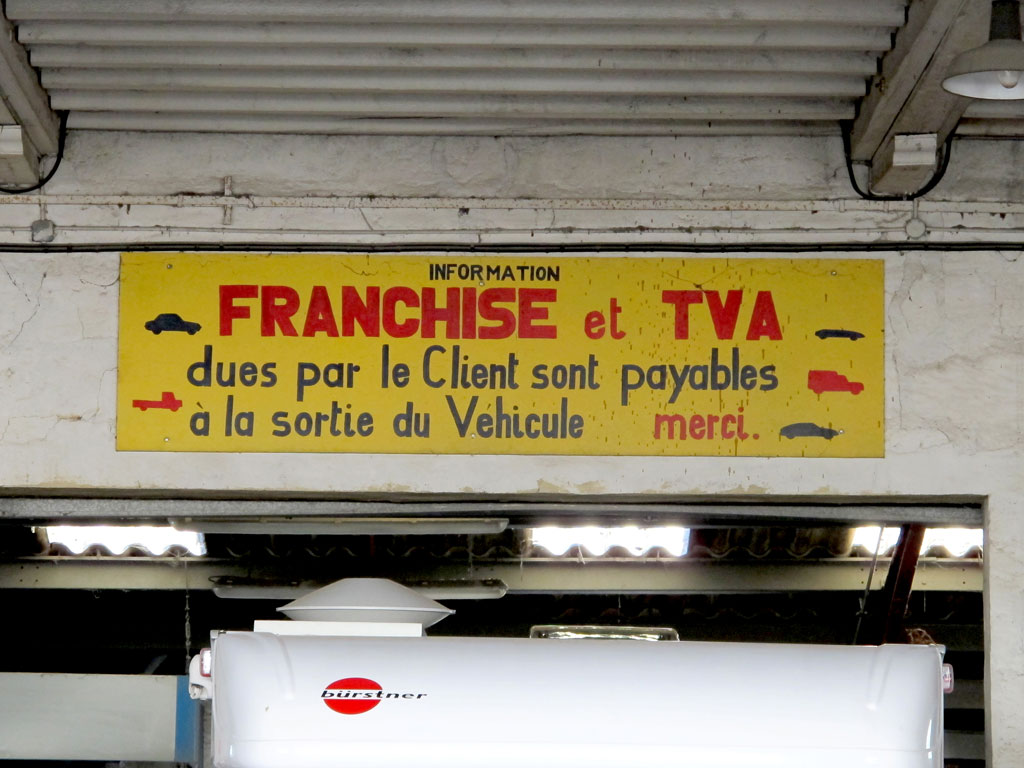 INFORMATION
FRANCHISE et TVA
dues par le Client sont payables
à la sortie du Véhicule merci.
bürstner